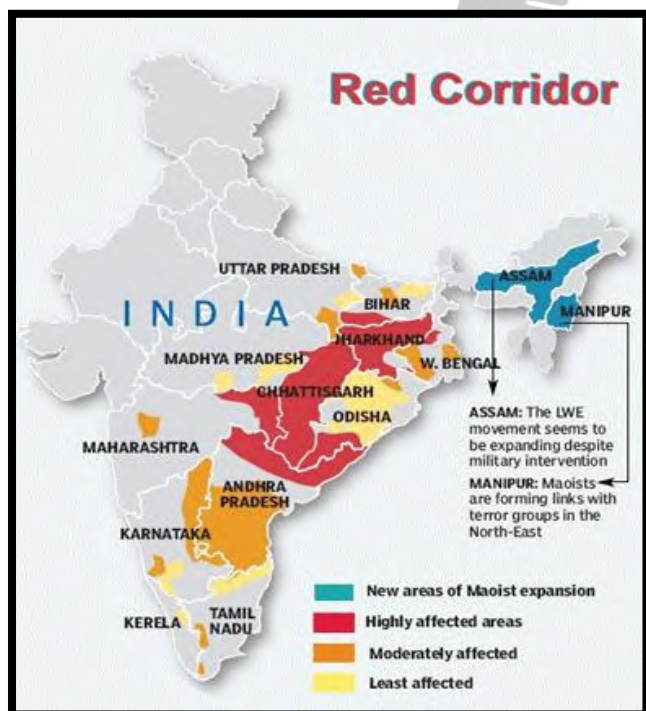 Red Corridor
UTTAR PRADESH
ASSAM
BIHAR
INDIA
MANIPUR
JHARKHAND
MADHYA PRADESH
W. BENGAL
CHHATTISGARH
ODISHA
MAHARASHTRA
ANDHRA
PRADESH
KARNATAKA
KERELA
TAMIL
NADU
ASSAM: The LWE
movement seems to
be expanding despite
military intervention
MANIPUR: Maoists
are forming links with
terror groups in the
North-East
New areas of Maoist expansion
Highly affected areas
Moderately affected
Least affected